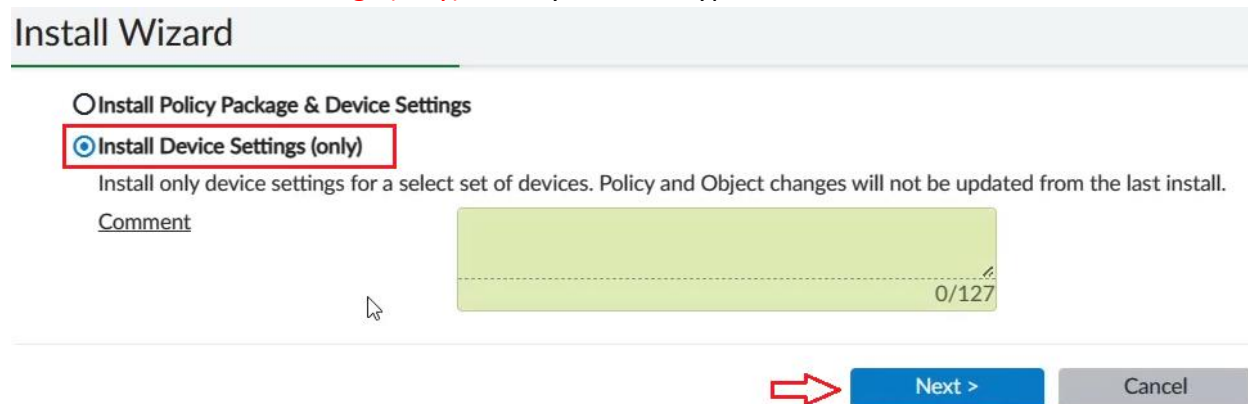 Install Wizard
Install Policy Package & Device Settings
Install Device Settings (only)
Install only device settings for a select set of devices. Policy and Object changes will not be updated from the last install.
Comment
0/127
Next >
Cancel